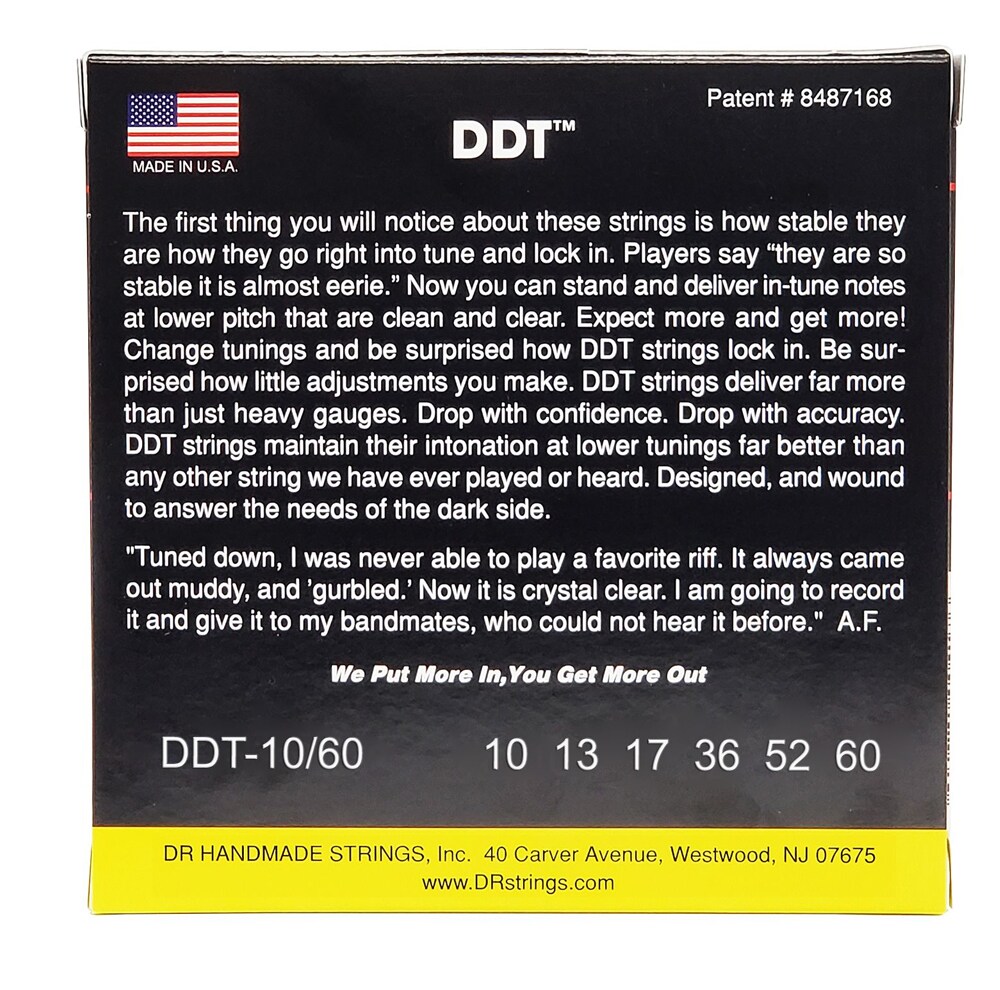 Patent # 8487168
MADE IN U.S.A.
DDT™
The first thing you will notice about these strings is how stable they
are how they go right into tune and lock in. Players say “they are so
stable it is almost eerie.” Now you can stand and deliver in-tune notes
at lower pitch that are clean and clear. Expect more and get more!
Change tunings and be surprised how DDT strings lock in. Be sur-
prised how little adjustments you make. DDT strings deliver far more
than just heavy gauges. Drop with confidence. Drop with accuracy.
DDT strings maintain their intonation at lower tunings far better than
any other string we have ever played or heard. Designed, and wound
to answer the needs of the dark side.
"Tuned down, I was never able to play a favorite riff. It always came
out muddy, and ’gurbled.’ Now it is crystal clear. I am going to record
it and give it to my bandmates, who could not hear it before." A.F.
We Put More In,You Get More Out
DDT-10/60 10 13 17 36 52 60
DR HANDMADE STRINGS, Inc. 40 Carver Avenue, Westwood, NJ 07675
www.DRstrings.com